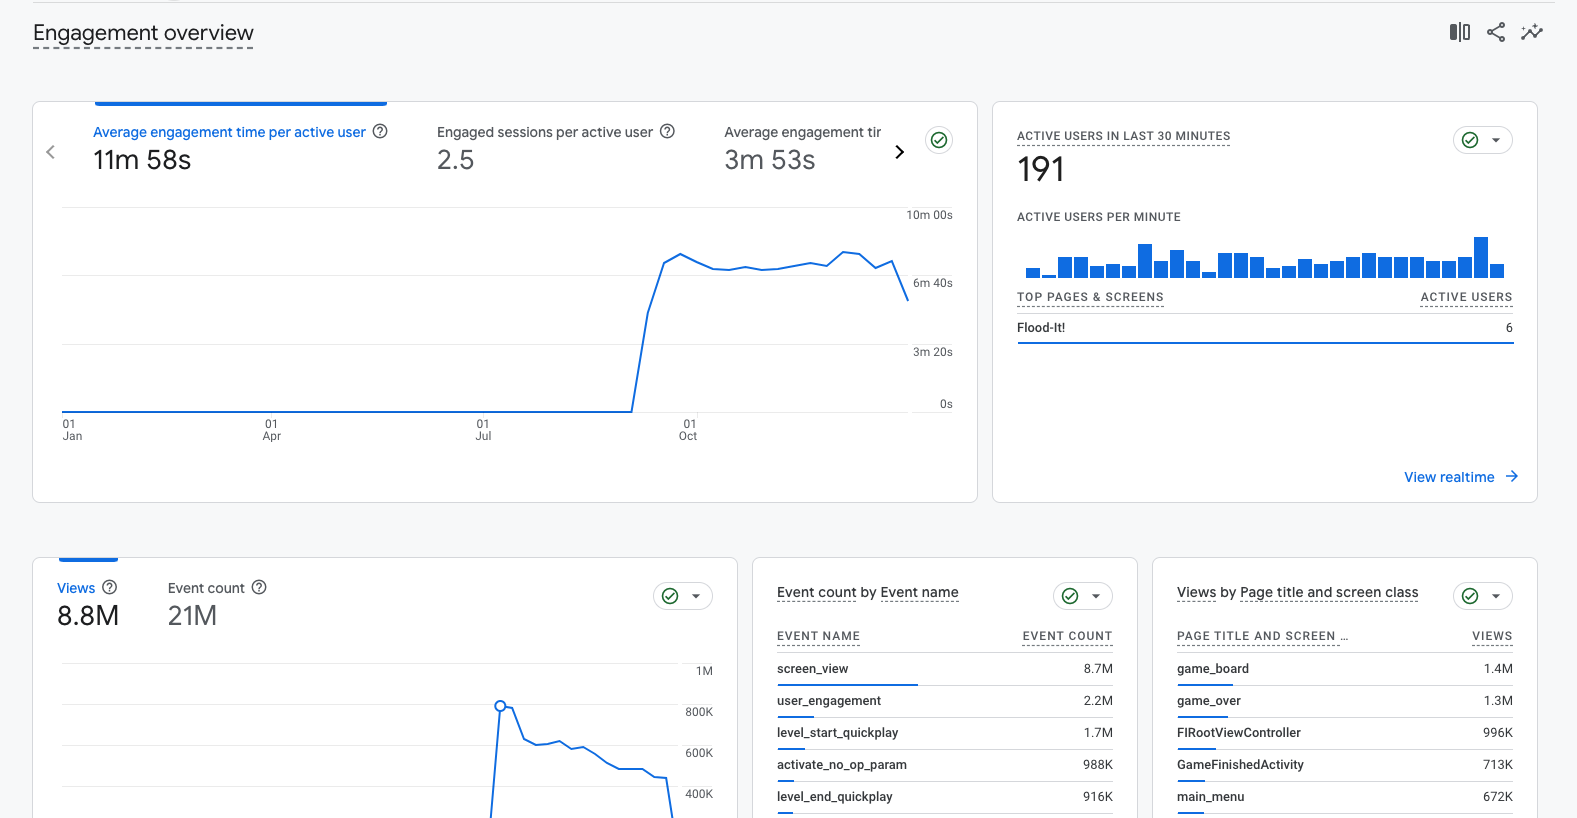 Engagement overview
Average engagement time per active user
11m 58s
Engaged sessions per active user
2.5
Average engagement tir
3m 53s
10m 00s
6m 40s
3m 20s
0s
01
Jan
01
Apr
01
Jul
01
Oct
ACTIVE USERS IN LAST 30 MINUTES
191
ACTIVE USERS PER MINUTE
TOP PAGES & SCREENS ACTIVE USERS
Flood-It! 6
View realtime
Views
8.8M
Event count
21M
1M
800K
600K
400K
Event count by Event name
EVENT NAME EVENT COUNT
screen_view 8.7M
user_engagement 2.2M
level_start_quickplay 1.7M
activate_no_op_param 988K
level_end_quickplay 916K
Views by Page title and screen class
PAGE TITLE AND SCREEN … VIEWS
game_board 1.4M
game_over 1.3M
FIRootViewController 996K
GameFinishedActivity 713K
main_menu 672K